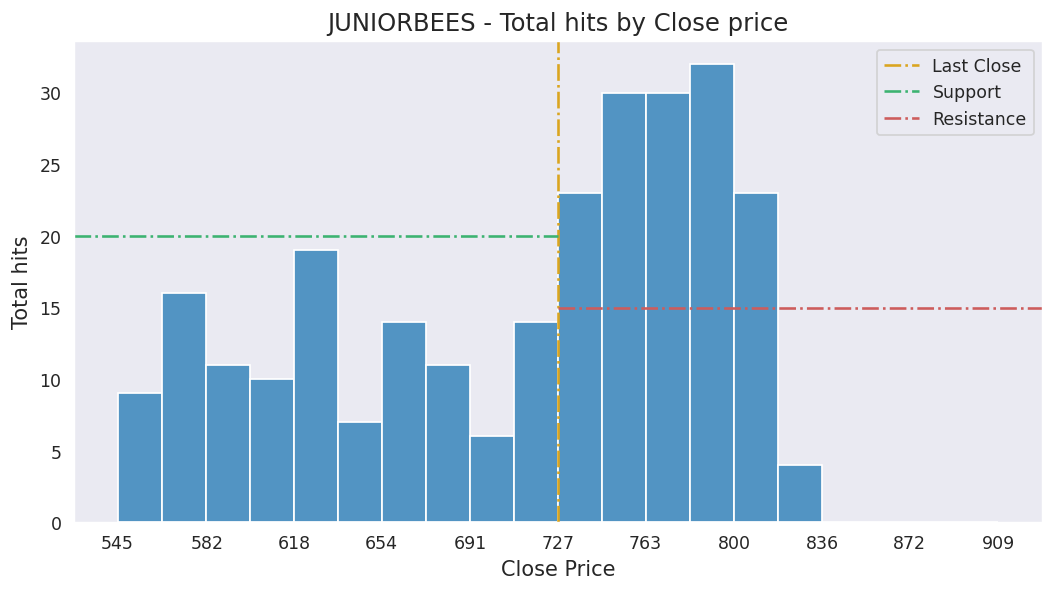 JUNIORBEES - Total hits by Close price
Last Close
Support
Resistance
Total hits
30
25
20
15
10
5
0
545 582 618 654 691 727 763 800 836 872 909
Close Price